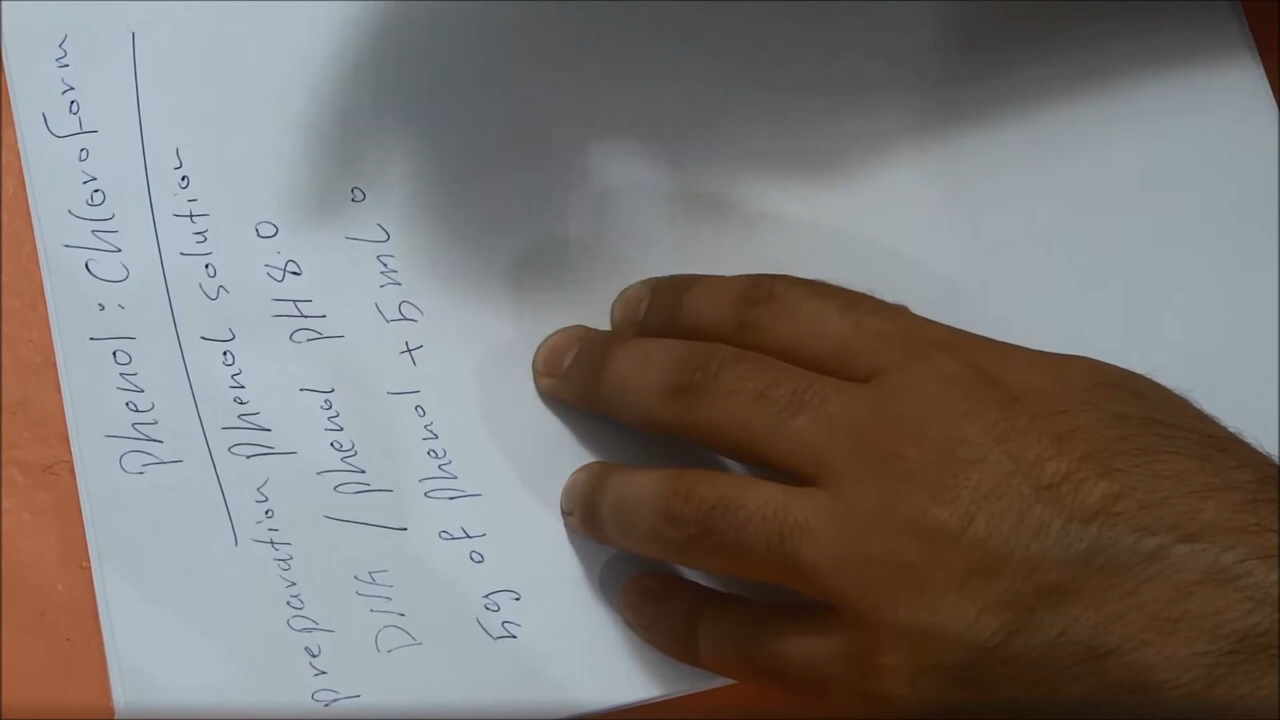 Phenol : Chloroform
preparation phenol solution
DNA / phenol pH 8.0
5g of phenol + 5mL o